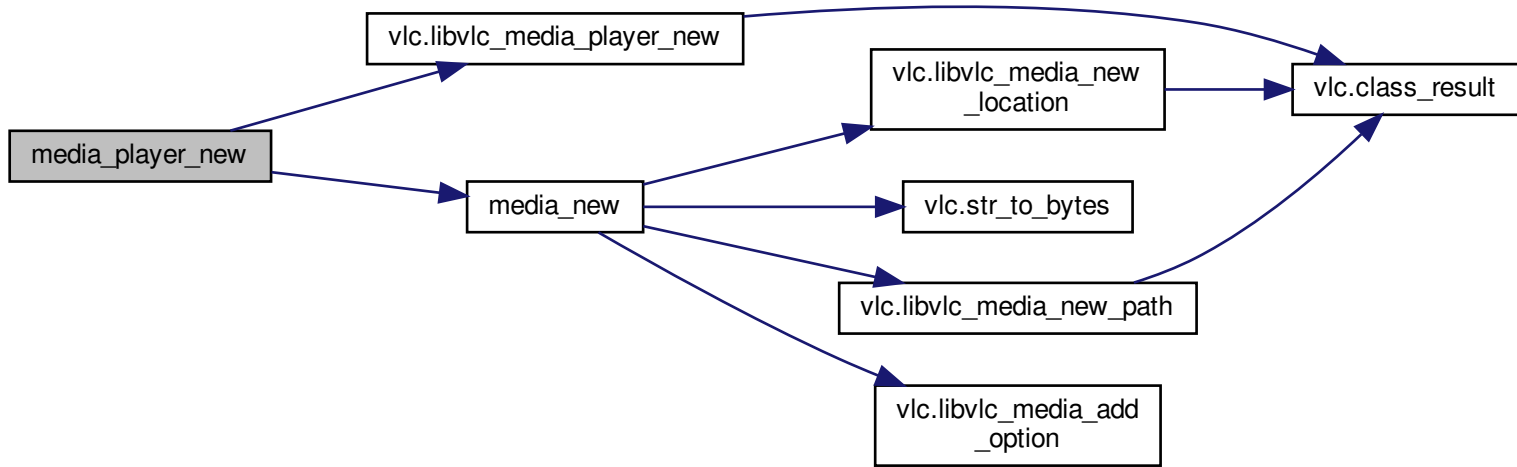 vlc.libvlc_media_player_new
vlc.libvlc_media_new
_location
vlc.class_result
media_player_new
media_new
vlc.str_to_bytes
vlc.libvlc_media_new_path
vlc.libvlc_media_add
_option